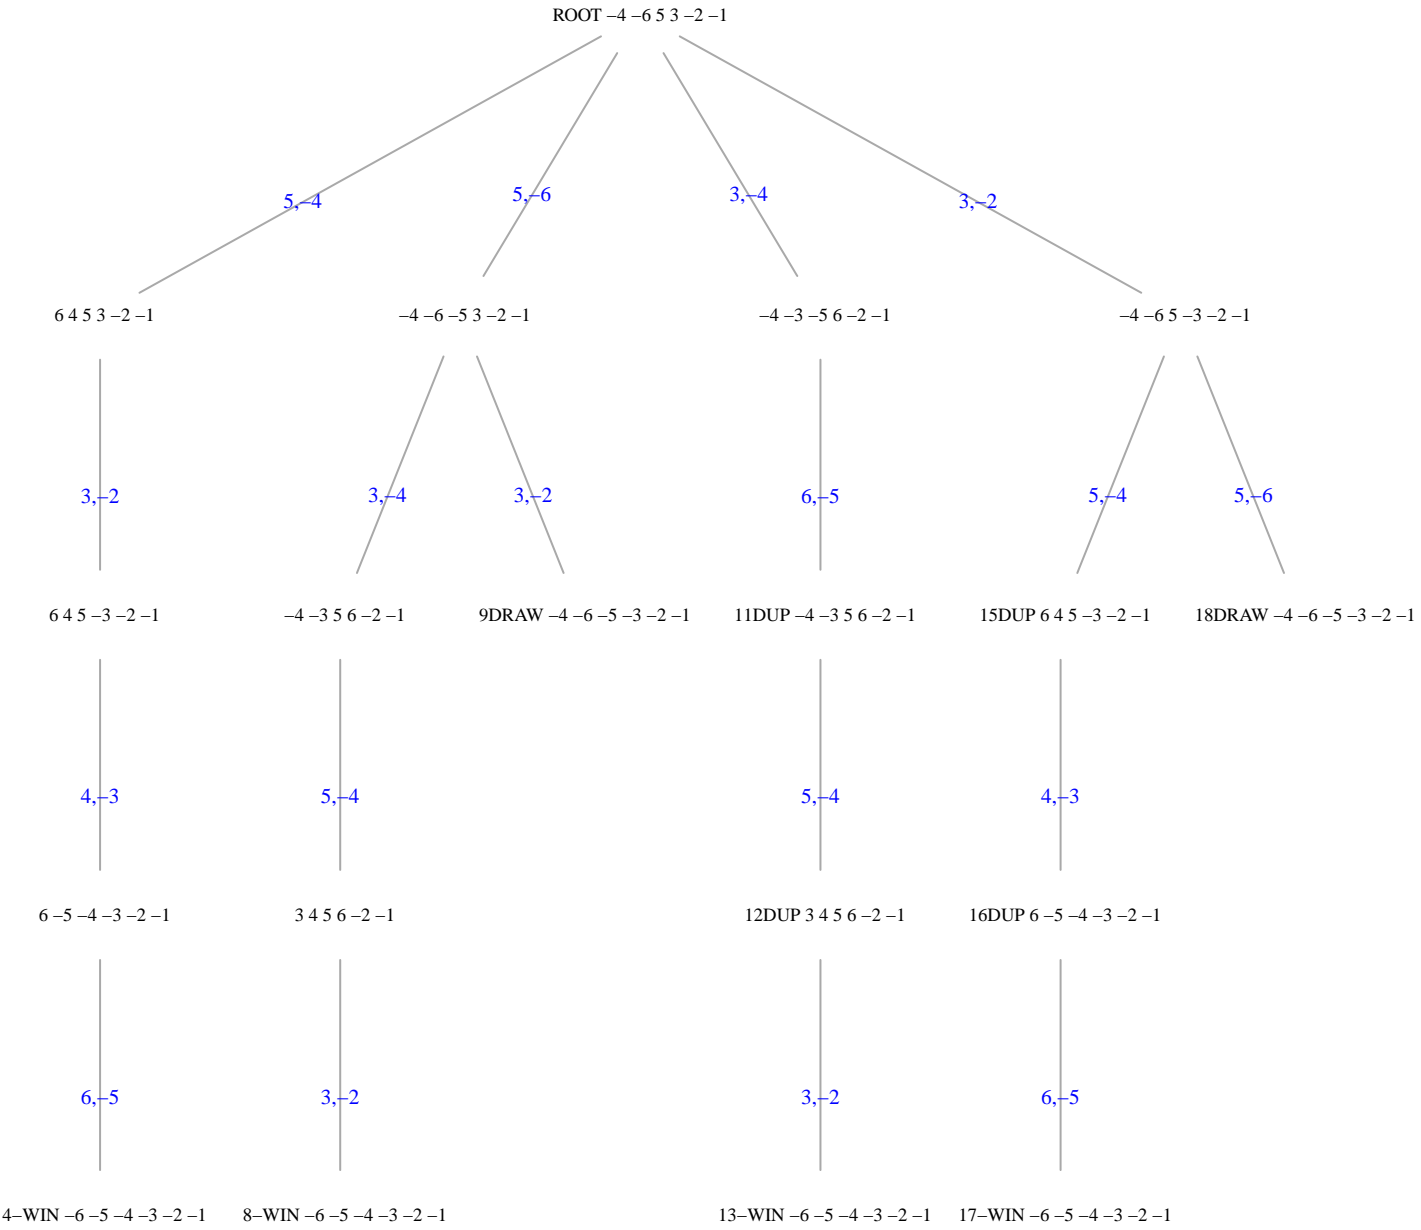 ROOT –4 –6 5 3 –2 –1
5,–4
5,–6
3,–4
3,–2
6 4 5 3 –2 –1
–4 –6 –5 3 –2 –1
–4 –3 –5 6 –2 –1
–4 –6 5 –3 –2 –1
3,–2
3,–4
3,–2
6,–5
5,–4
5,–6
6 4 5 –3 –2 –1
–4 –3 5 6 –2 –1
9DRAW –4 –6 –5 –3 –2 –1
11DUP –4 –3 5 6 –2 –1
15DUP 6 4 5 –3 –2 –1
18DRAW –4 –6 –5 –3 –2 –1
4,–3
5,–4
5,–4
4,–3
6 –5 –4 –3 –2 –1
3 4 5 6 –2 –1
12DUP 3 4 5 6 –2 –1
16DUP 6 –5 –4 –3 –2 –1
6,–5
3,–2
3,–2
6,–5
4–WIN –6 –5 –4 –3 –2 –1
8–WIN –6 –5 –4 –3 –2 –1
13–WIN –6 –5 –4 –3 –2 –1
17–WIN –6 –5 –4 –3 –2 –1